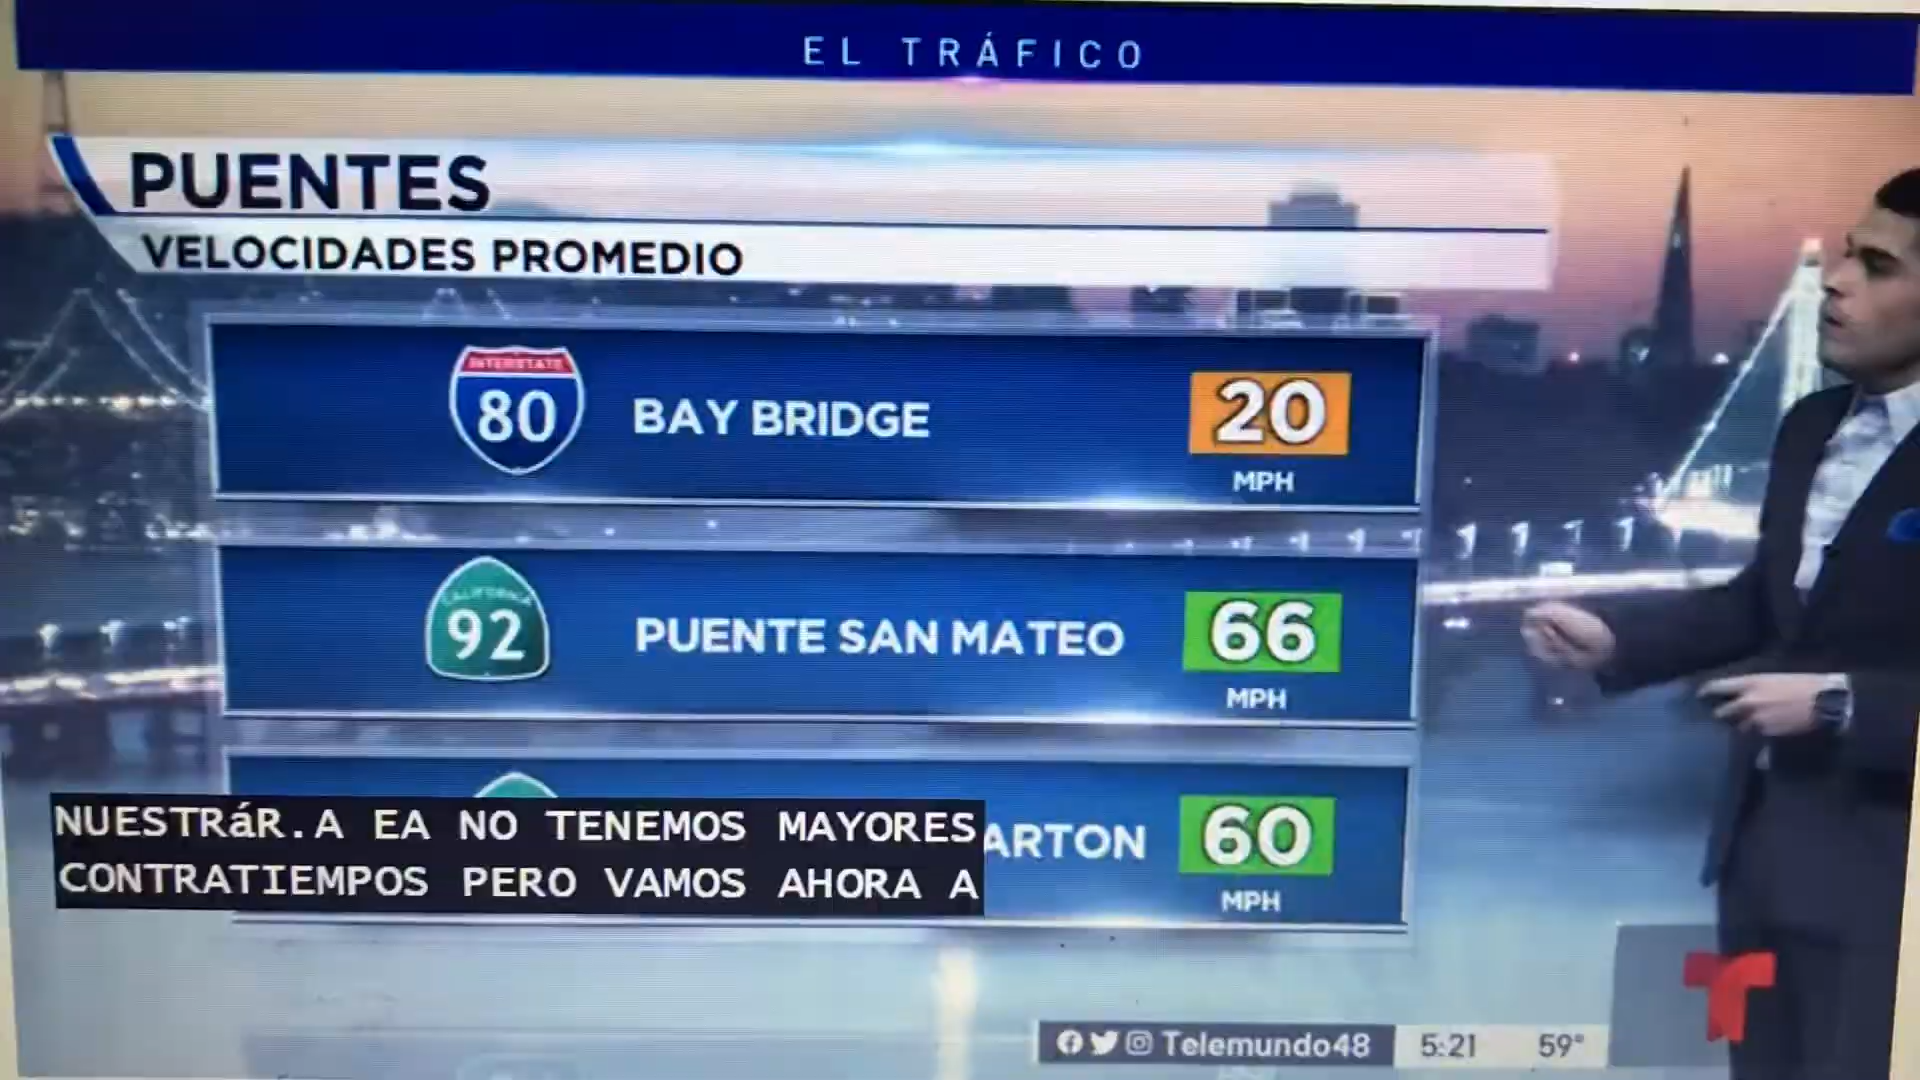 EL TRÁFICO
PUENTES
VELOCIDADES PROMEDIO
INTERSTATE
80
BAY BRIDGE
20
MPH
CALIFORNIA
92
PUENTE SAN MATEO
66
MPH
ARTON
60
MPH
NUESTRáR.A EA NO TENEMOS MAYORES
CONTRATIEMPOS PERO VAMOS AHORA A
Telemundo48
5:21
59°